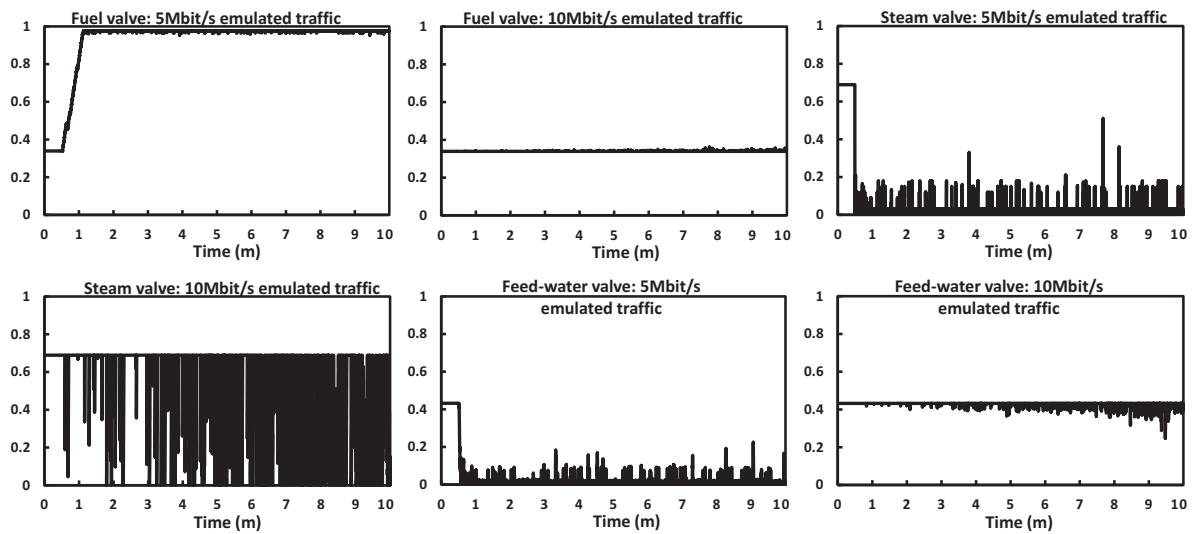 Fuel valve: 5Mbit/s emulated traffic
1
0.8
0.6
0.4
0.2
0
0 1 2 3 4 5 6 7 8 9 10
Time (m)
Fuel valve: 10Mbit/s emulated traffic
1
0.8
0.6
0.4
0.2
0
0 1 2 3 4 5 6 7 8 9 10
Time (m)
Steam valve: 5Mbit/s emulated traffic
1
0.8
0.6
0.4
0.2
0
0 1 2 3 4 5 6 7 8 9 10
Time (m)
Steam valve: 10Mbit/s emulated traffic
1
0.8
0.6
0.4
0.2
0
0 1 2 3 4 5 6 7 8 9 10
Time (m)
Feed-water valve: 5Mbit/s
emulated traffic
1
0.8
0.6
0.4
0.2
0
0 1 2 3 4 5 6 7 8 9 10
Time (m)
Feed-water valve: 10Mbit/s
emulated traffic
1
0.8
0.6
0.4
0.2
0
0 1 2 3 4 5 6 7 8 9 10
Time (m)